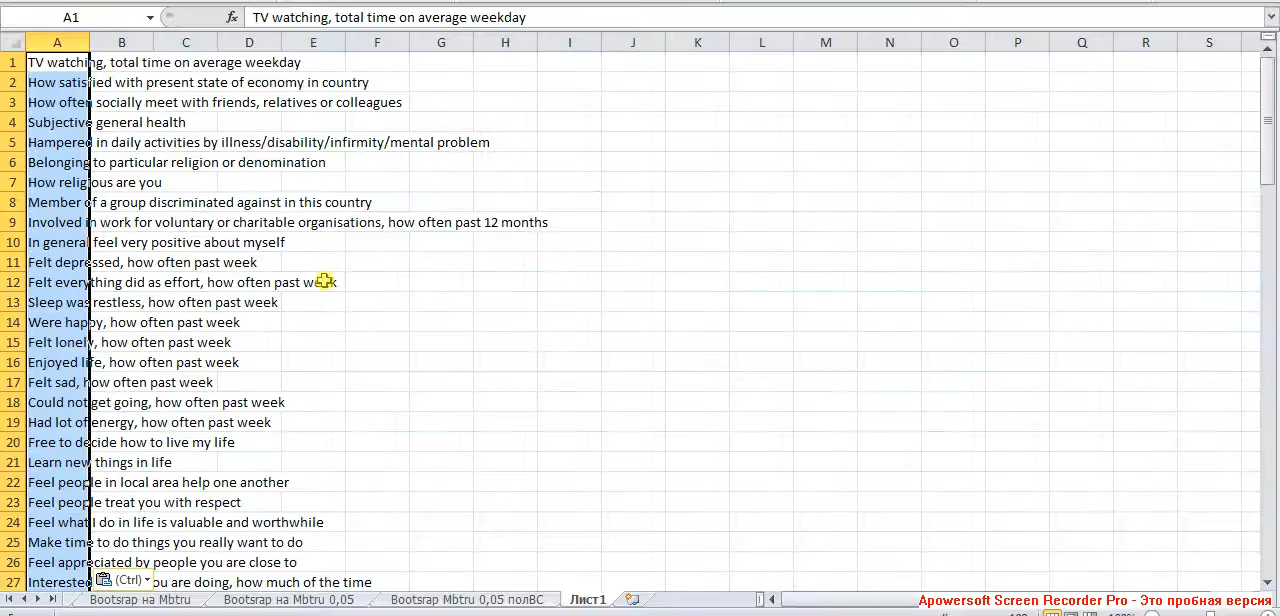 A1 fx TV watching, total time on average weekday
A B C D E F G H I J K L M N O P Q R S
1 TV watching, total time on average weekday
2 How satisfied with present state of economy in country
3 How often socially meet with friends, relatives or colleagues
4 Subjective general health
5 Hampered in daily activities by illness/disability/infirmity/mental problem
6 Belonging to particular religion or denomination
7 How religious are you
8 Member of a group discriminated against in this country
9 Involved in work for voluntary or charitable organisations, how often past 12 months
10 In general feel very positive about myself
11 Felt depressed, how often past week
12 Felt everything did as effort, how often past week
13 Sleep was restless, how often past week
14 Were happy, how often past week
15 Felt lonely, how often past week
16 Enjoyed life, how often past week
17 Felt sad, how often past week
18 Could not get going, how often past week
19 Had lot of energy, how often past week
20 Free to decide how to live my life
21 Learn new things in life
22 Feel people in local area help one another
23 Feel people treat you with respect
24 Feel what I do in life is valuable and worthwhile
25 Make time to do things you really want to do
26 Feel appreciated by people you are close to
27 Interested (Ctrl) you are doing, how much of the time
Bootsrap на Mbtru Bootsrap на Mbtru 0,05 Bootsrap Mbtru 0,05 полВС Лист1
Apowersoft Screen Recorder Pro - Это пробная версия